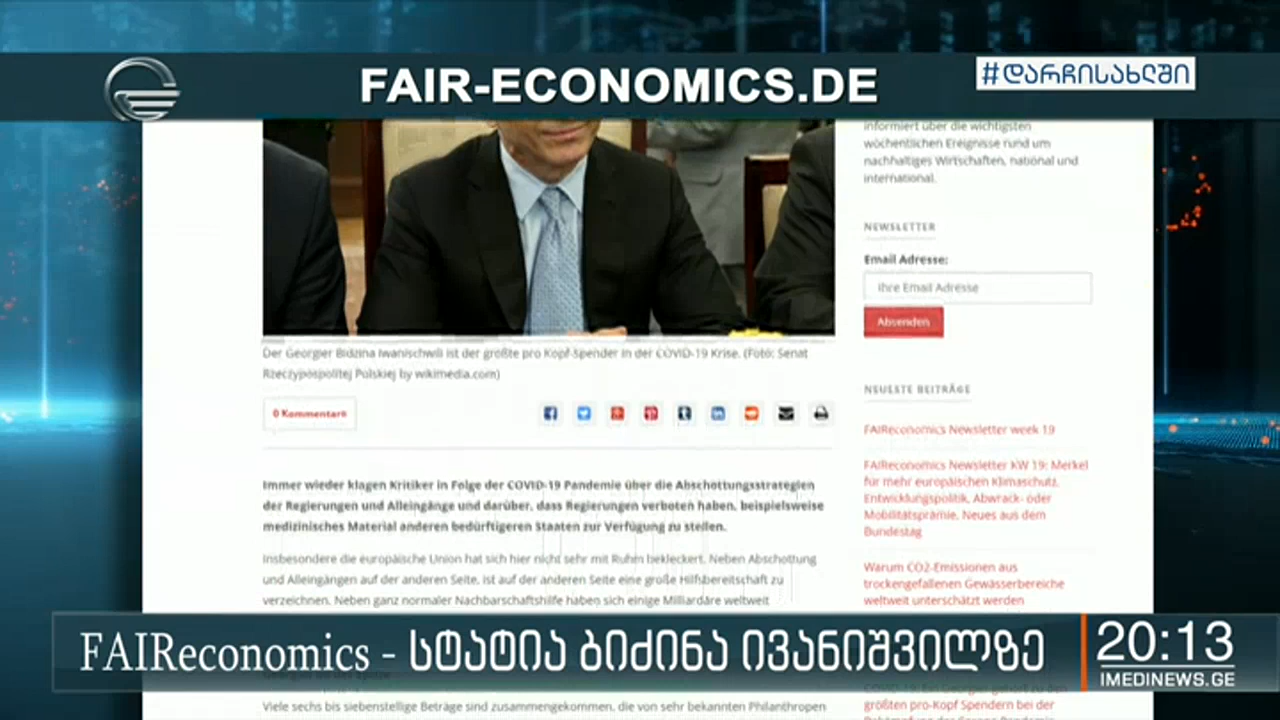 FAIR-ECONOMICS.DE
#ᲓᲐᲠᲩᲘᲡᲐᲮᲚᲨᲘ
informiert über die wichtigsten
wöchentlichen Ereignisse rund um
nachhaltiges Wirtschaften, national und
international.
NEWSLETTER
Email Adresse:
Ihre Email Adresse
Absenden
Der Georgier Bidzina Iwanischwili ist der größte pro Kopf-Spender in der COVID-19 Krise. (Foto: Senat
Rzeczypospolitej Polskiej by wikimedia.com)
0 Kommentare
NEUESTE BEITRÄGE
FAIReconomics Newsletter week 19
FAIReconomics Newsletter KW 19: Merkel
für mehr europäischen Klimaschutz,
Entwicklungspolitik, Abwrack- oder
Mobilitätsprämie, Neues aus dem
Bundestag
Warum CO2-Emissionen aus
trockengefallenen Gewässerbereiche
weltweit unterschätzt werden
Immer wieder klagen Kritiker in Folge der COVID-19 Pandemie über die Abschottungsstrategien
der Regierungen und Alleingänge und darüber, dass Regierungen verboten haben, beispielsweise
medizinisches Material anderen bedürftigeren Staaten zur Verfügung zu stellen.
Insbesondere die europäische Union hat sich hier nicht sehr mit Ruhm bekleckert. Neben Abschottung
und Alleingängen auf der anderen Seite, ist auf der anderen Seite eine große Hilfsbereitschaft zu
verzeichnen. Neben ganz normaler Nachbarschaftshilfe haben sich einige Milliardäre weltweit
FAIReconomics - ᲡᲢᲐᲢᲘᲐ ᲑᲘᲫᲘᲜᲐ ᲘᲕᲐᲜᲘᲨᲕᲘᲚᲖᲔ
20:13
IMEDINEWS.GE
größten pro-Kopf Spendern bei der
Viele sechs bis siebenstellige Beträge sind zusammengekommen, die von sehr bekannten Philanthropen